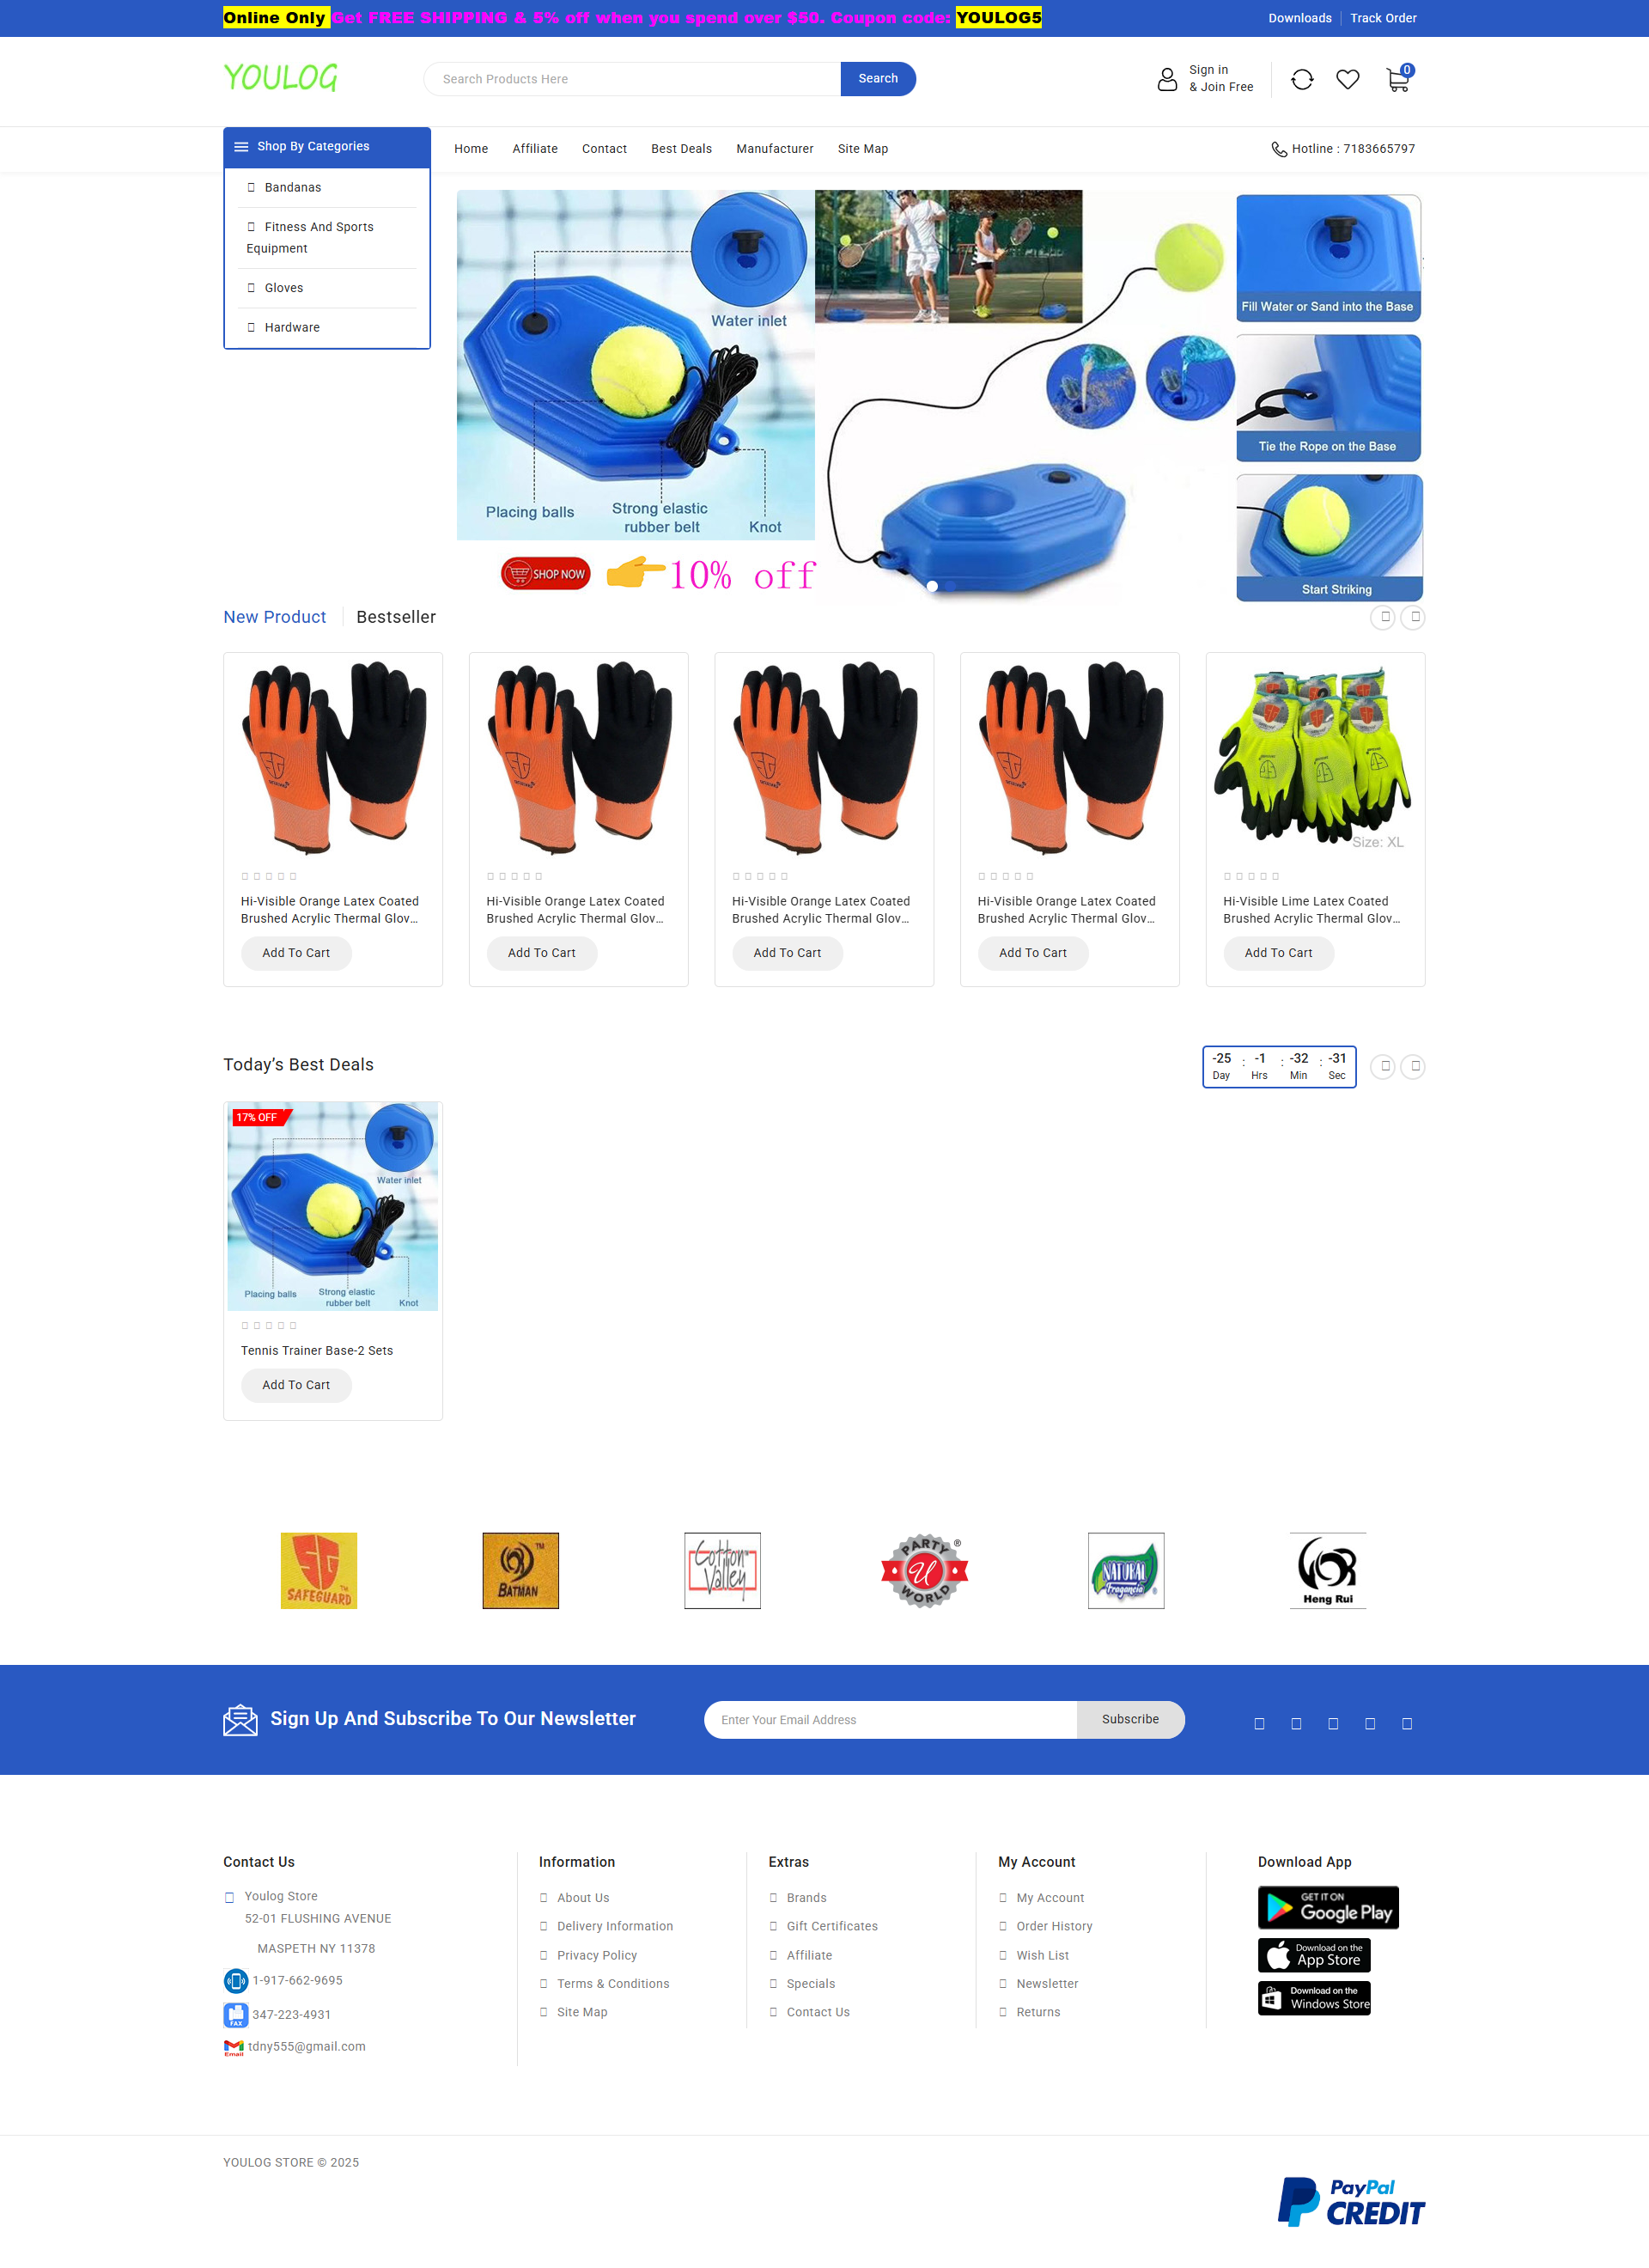 Online Only Get FREE SHIPPING & 5% off when you spend over $50. Coupon code: YOULOG5
Downloads
Track Order
YOULOG
Search Products Here
Search
Sign in
& Join Free
0
Shop By Categories
Home
Affiliate
Contact
Best Deals
Manufacturer
Site Map
Hotline : 7183665797
Bandanas
Fitness And Sports
Equipment
Gloves
Hardware
Water inlet
Placing balls
Strong elastic
rubber belt
Knot
SHOP NOW
10% off
Fill Water or Sand into the Base
Tie the Rope on the Base
Start Striking
New Product
Bestseller
Hi-Visible Orange Latex Coated
Brushed Acrylic Thermal Glov...
Add To Cart
Hi-Visible Orange Latex Coated
Brushed Acrylic Thermal Glov...
Add To Cart
Hi-Visible Orange Latex Coated
Brushed Acrylic Thermal Glov...
Add To Cart
Hi-Visible Orange Latex Coated
Brushed Acrylic Thermal Glov...
Add To Cart
Size: XL
Hi-Visible Lime Latex Coated
Brushed Acrylic Thermal Glov...
Add To Cart
Today's Best Deals
-25 : -1 : -32 : -31
Day Hrs Min Sec
17% OFF
Water inlet
Placing balls
Strong elastic
rubber belt
Knot
Tennis Trainer Base-2 Sets
Add To Cart
SG
SAFEGUARD™
BATMAN™
Cotton Valley
PARTY U WORLD ®
NATURAL Fragancia ®
Heng Rui
Sign Up And Subscribe To Our Newsletter
Enter Your Email Address
Subscribe
Contact Us
Youlog Store
52-01 FLUSHING AVENUE
MASPETH NY 11378
1-917-662-9695
FAX
347-223-4931
Email
tdny555@gmail.com
Information
About Us
Delivery Information
Privacy Policy
Terms & Conditions
Site Map
Extras
Brands
Gift Certificates
Affiliate
Specials
Contact Us
My Account
My Account
Order History
Wish List
Newsletter
Returns
Download App
GET IT ON
Google Play
Download on the
App Store
Download on the
Windows Store
YOULOG STORE © 2025
PayPal
CREDIT